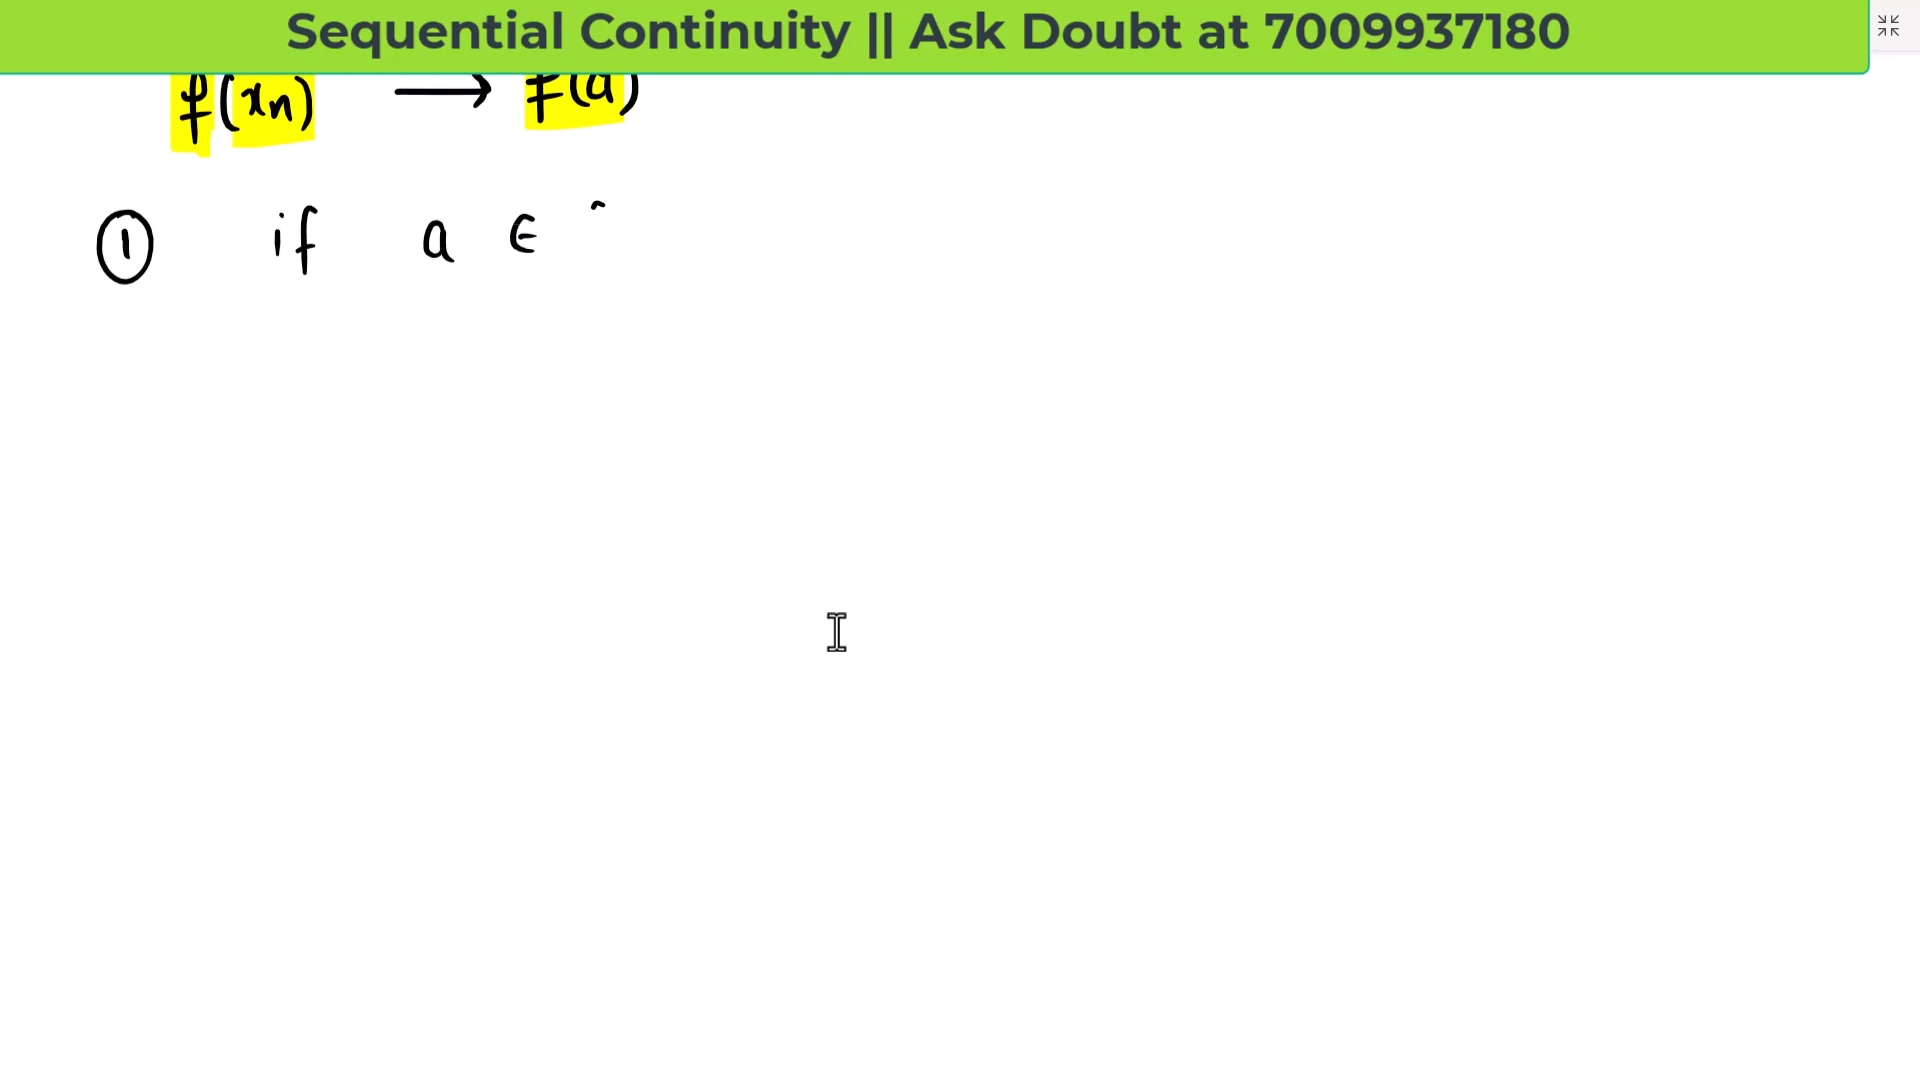 Sequential Continuity || Ask Doubt at 7009937180
f(xn) ⟶ f(a)
① if a ∈